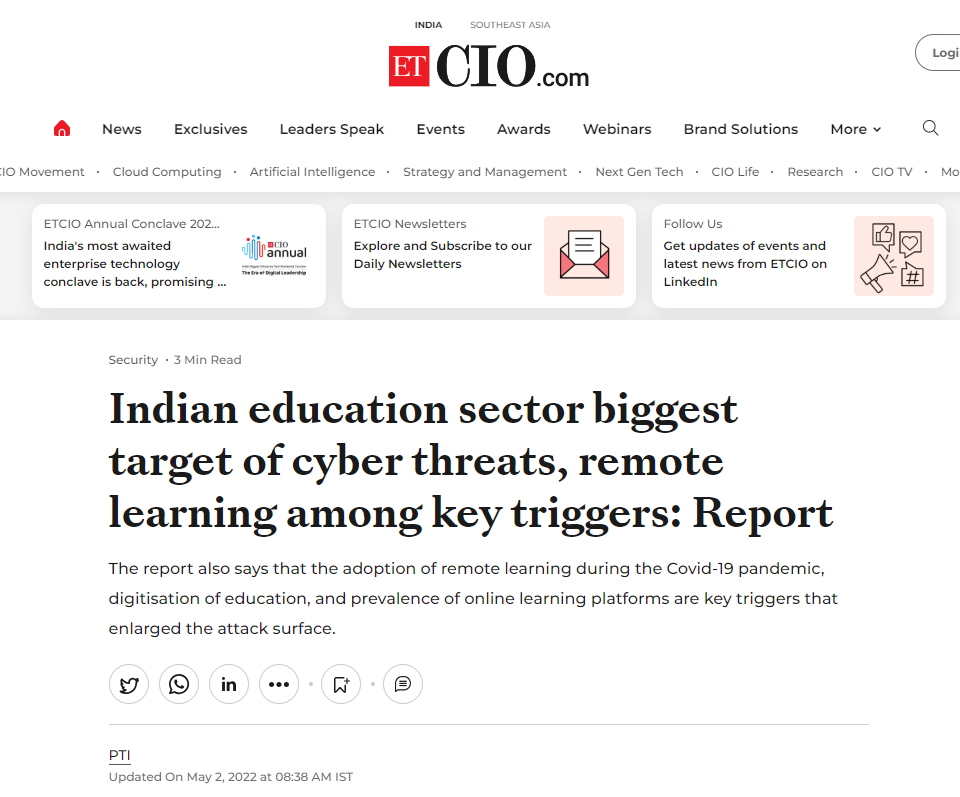 INDIA SOUTHEAST ASIA
ET CIO.com
Logi
News Exclusives Leaders Speak Events Awards Webinars Brand Solutions More
CIO Movement · Cloud Computing · Artificial Intelligence · Strategy and Management · Next Gen Tech · CIO Life · Research · CIO TV · Mo
ETCIO Annual Conclave 202...
India's most awaited
enterprise technology
conclave is back, promising ...
ETCIO
annual
The Era of Digital Leadership
ETCIO Newsletters
Explore and Subscribe to our
Daily Newsletters
Follow Us
Get updates of events and
latest news from ETCIO on
LinkedIn
#
Security · 3 Min Read
Indian education sector biggest
target of cyber threats, remote
learning among key triggers: Report
The report also says that the adoption of remote learning during the Covid-19 pandemic,
digitisation of education, and prevalence of online learning platforms are key triggers that
enlarged the attack surface.
in
PTI
Updated On May 2, 2022 at 08:38 AM IST